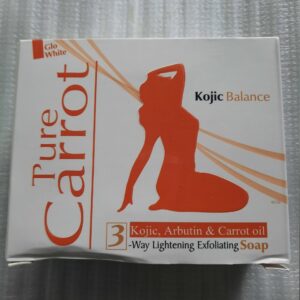 Glo
White
Pure
Carrot
Kojic Balance
3 Kojic, Arbutin & Carrot oil
-Way Lightening Exfoliating Soap